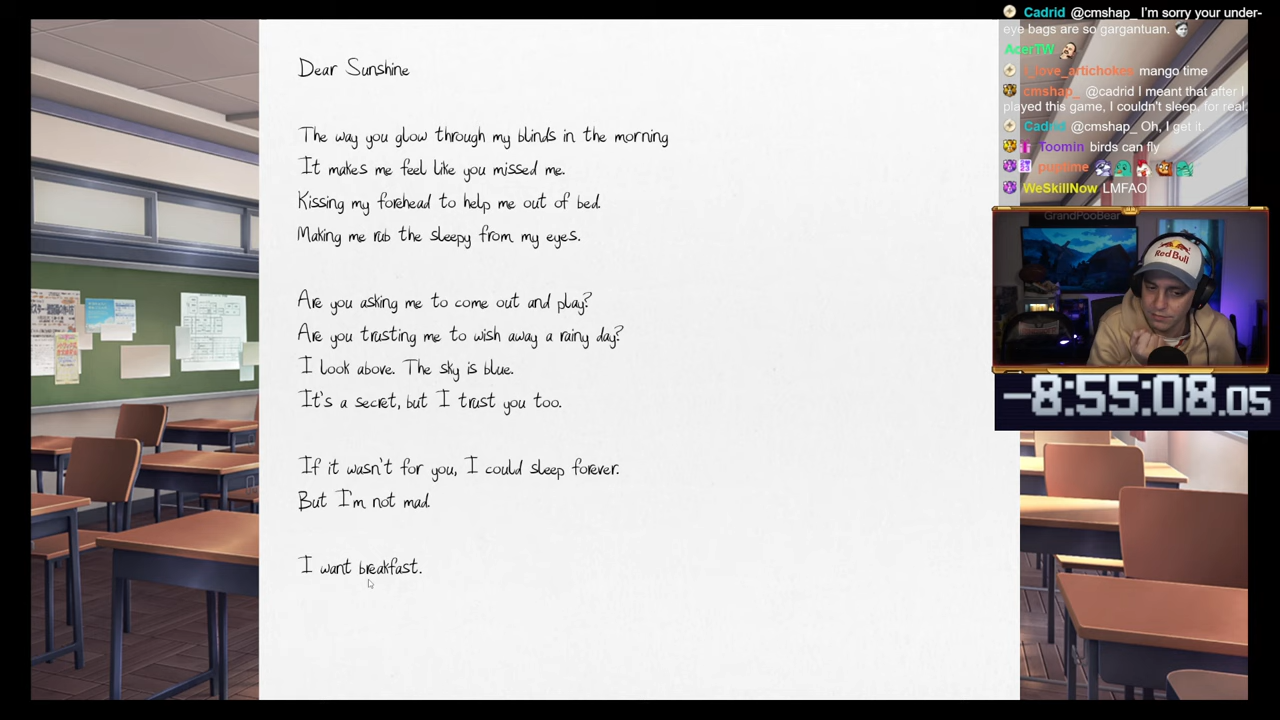 Dear Sunshine
The way you glow through my blinds in the morning
It makes me feel like you missed me.
Kissing my forehead to help me out of bed.
Making me rub the sleepy from my eyes.
Are you asking me to come out and play?
Are you trusting me to wish away a rainy day?
I look above. The sky is blue.
It's a secret, but I trust you too.
If it wasn't for you, I could sleep forever.
But I'm not mad.
I want breakfast.
Cadrid @cmshap_ I'm sorry your under-
eye bags are so gargantuan.
AcerTW
I_love_artichokes mango time
cmshap_ @cadrid I meant that after I
played this game, I couldn't sleep, for real.
Cadrid @cmshap_ Oh, I get it.
Toomin birds can fly
puptime
WeSkillNow LMFAO
GrandPooBear
Red Bull
-8:55:08.05